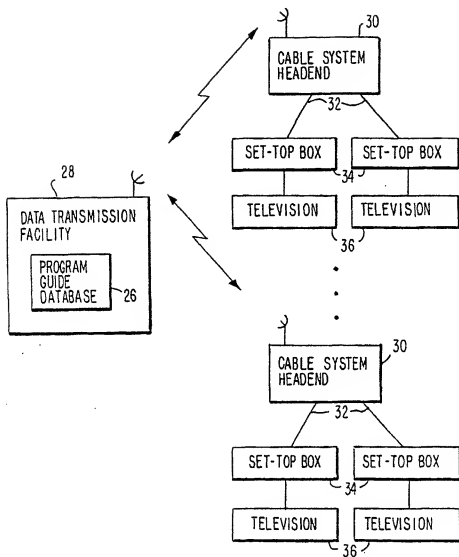 30
CABLE SYSTEM
HEADEND
32
SET-TOP BOX
SET-TOP BOX
34
TELEVISION
TELEVISION
36
28
DATA TRANSMISSION
FACILITY
PROGRAM
GUIDE
DATABASE
26
30
CABLE SYSTEM
HEADEND
32
SET-TOP BOX
SET-TOP BOX
34
TELEVISION
TELEVISION
36